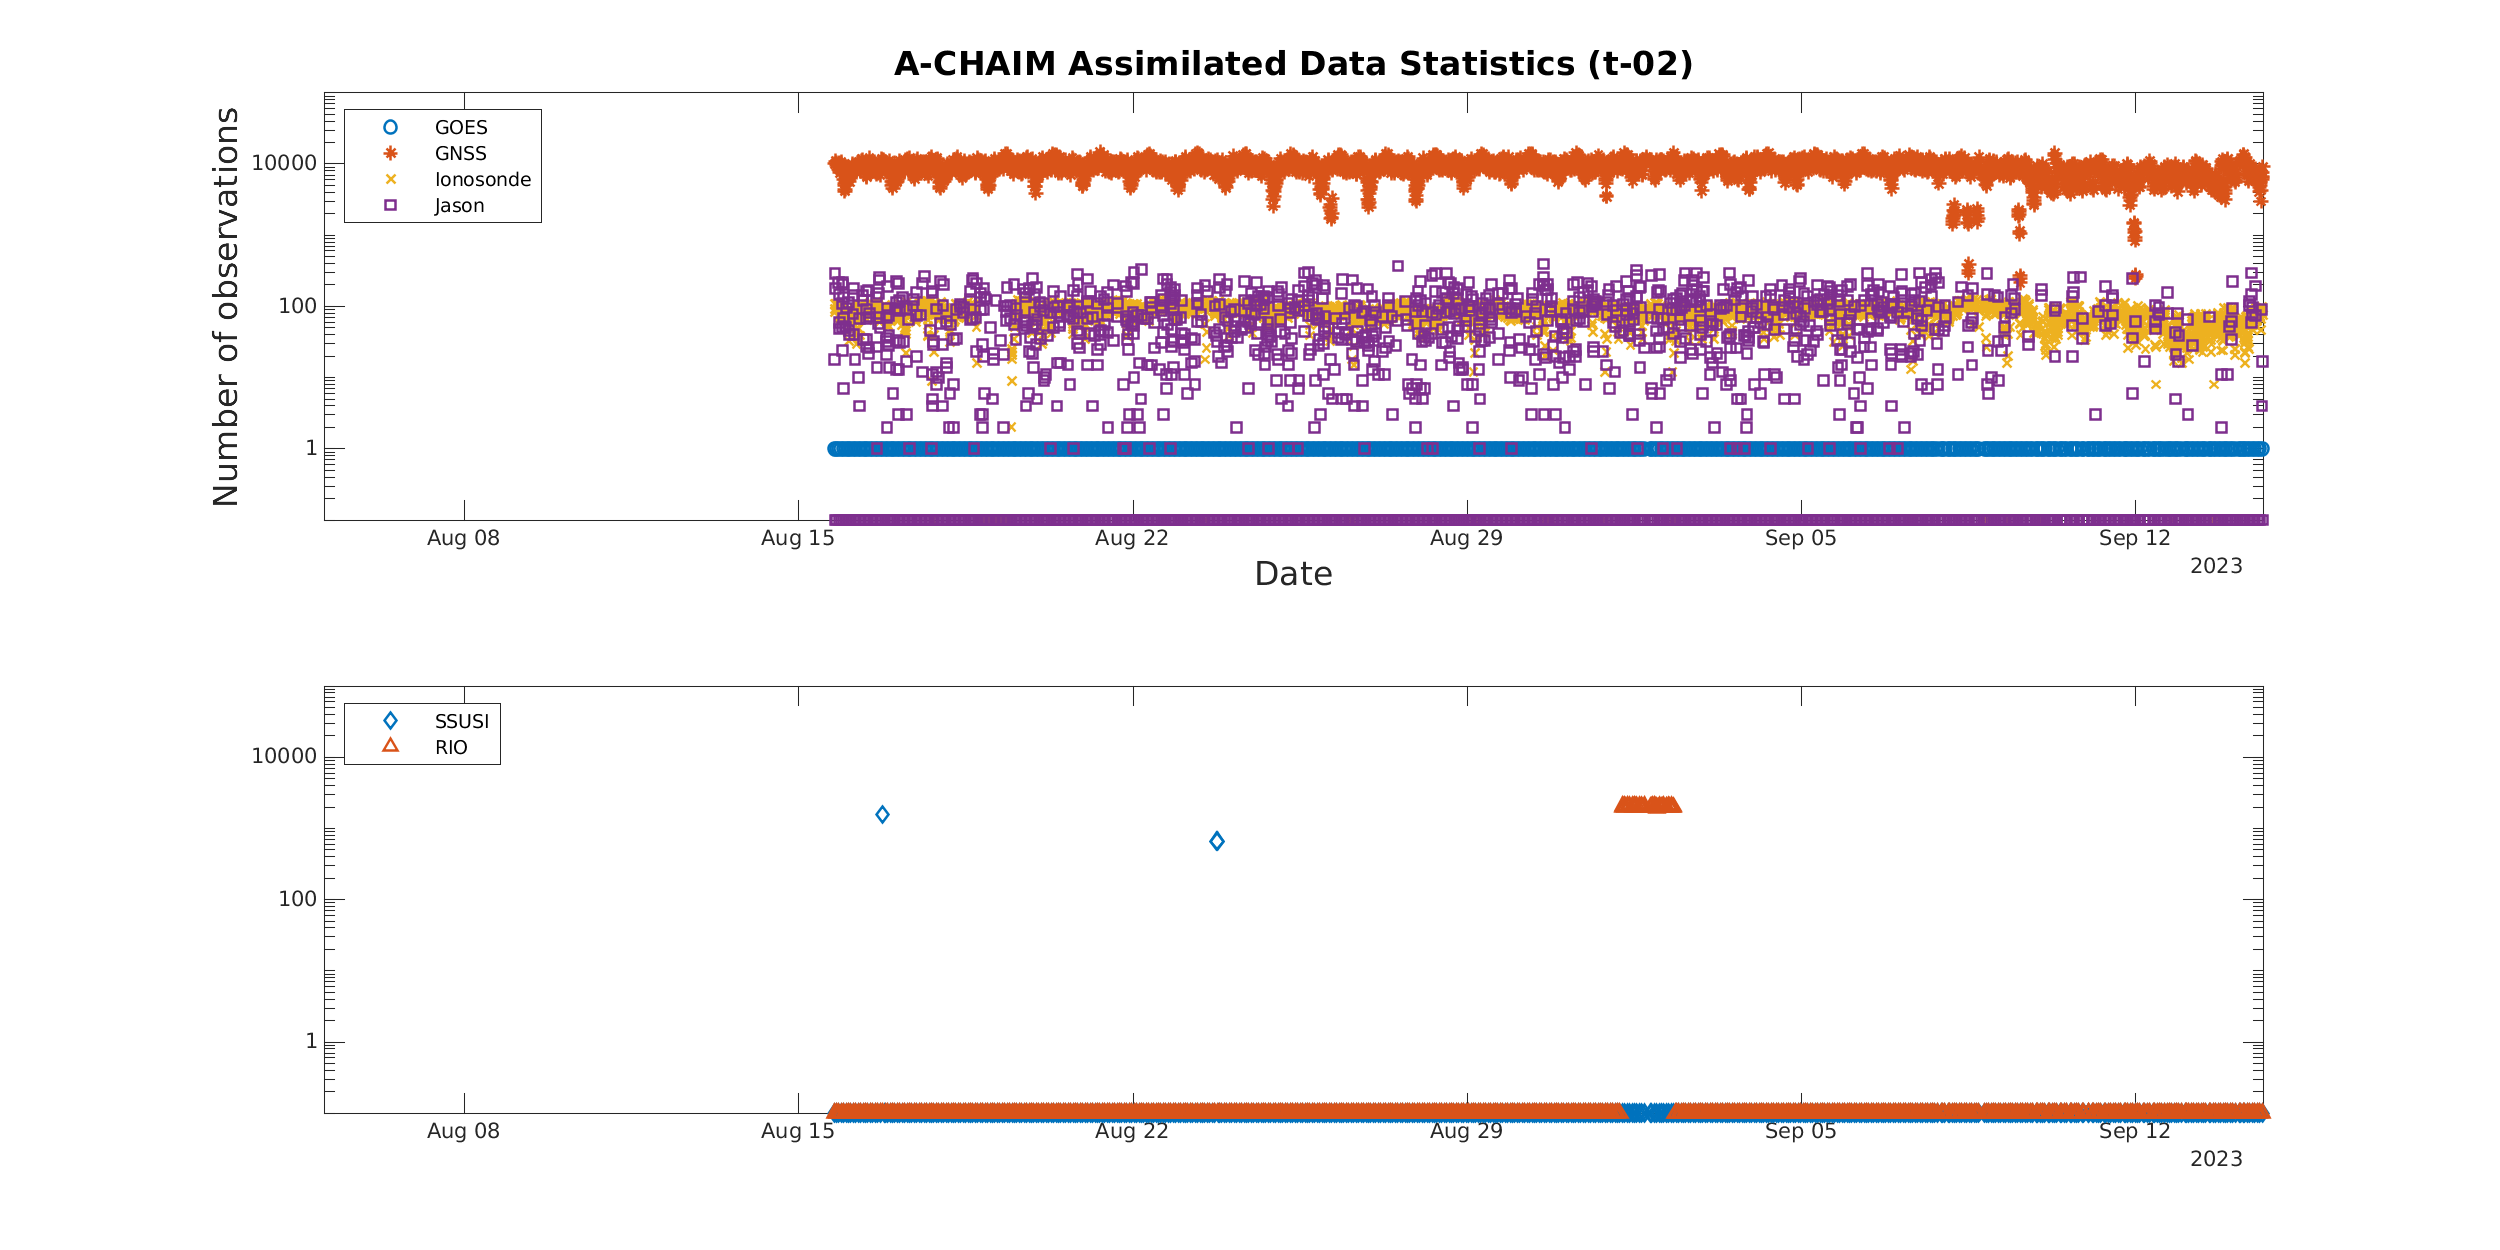 A-CHAIM Assimilated Data Statistics (t-02)
Number of observations
10000
100
1
GOES
GNSS
Ionosonde
Jason
Aug 08
Aug 15
Aug 22
Aug 29
Sep 05
Sep 12
2023
Date
10000
100
1
SSUSI
RIO
Aug 08
Aug 15
Aug 22
Aug 29
Sep 05
Sep 12
2023